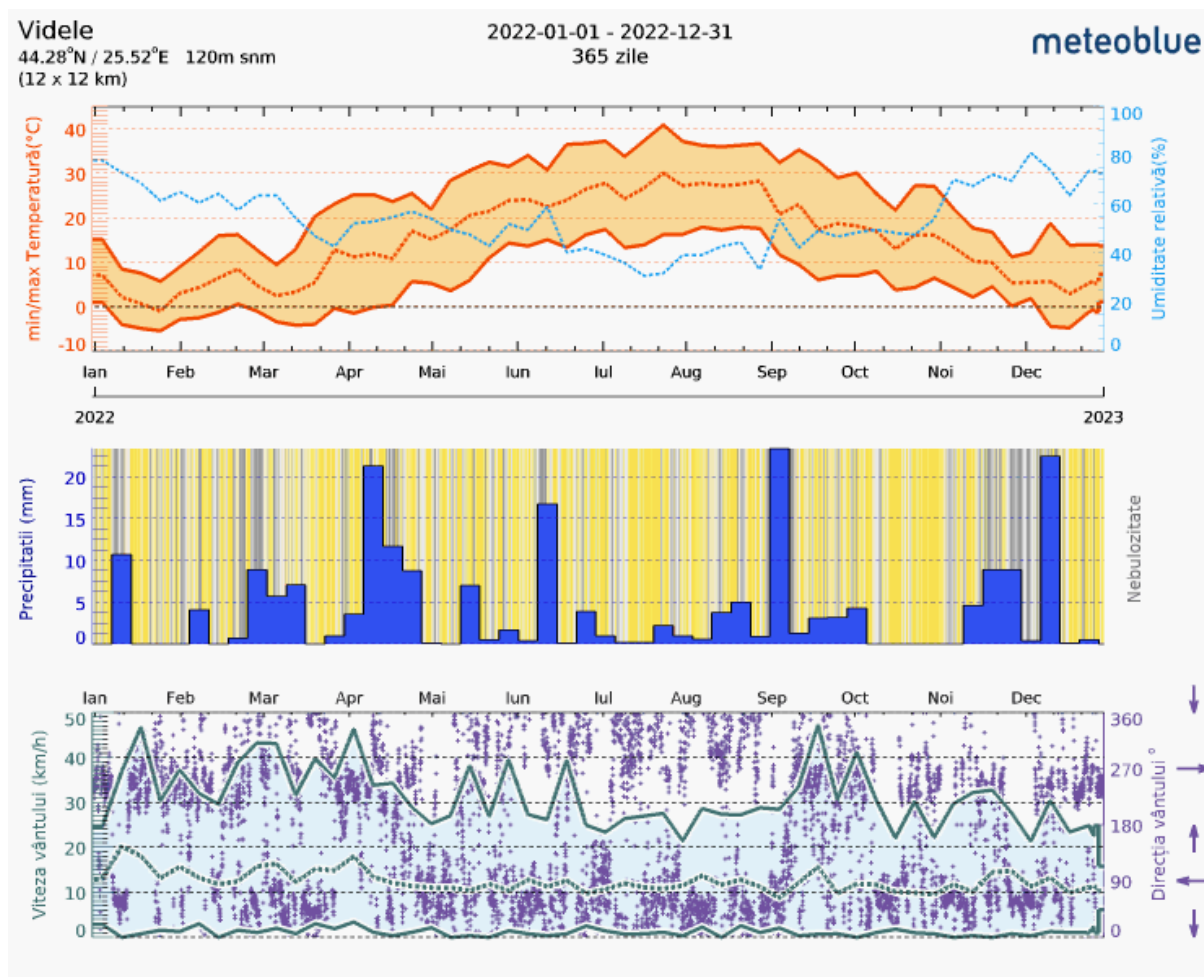 Videle
2022-01-01 - 2022-12-31
meteoblue
44.28°N / 25.52°E 120m snm
365 zile
(12 x 12 km)
min/max Temperatură(°C)
40
30
20
10
0
-10
100
80
60
40
20
0
Umiditate relativă(%)
Ian Feb Mar Apr Mai Iun Iul Aug Sep Oct Noi Dec
2022 2023
Precipitatii (mm)
20
15
10
5
0
Nebulozitate
Ian Feb Mar Apr Mai Iun Iul Aug Sep Oct Noi Dec
Viteza vântului (km/h)
50
40
30
20
10
0
360
270
180
90
0
Direcția vântului °